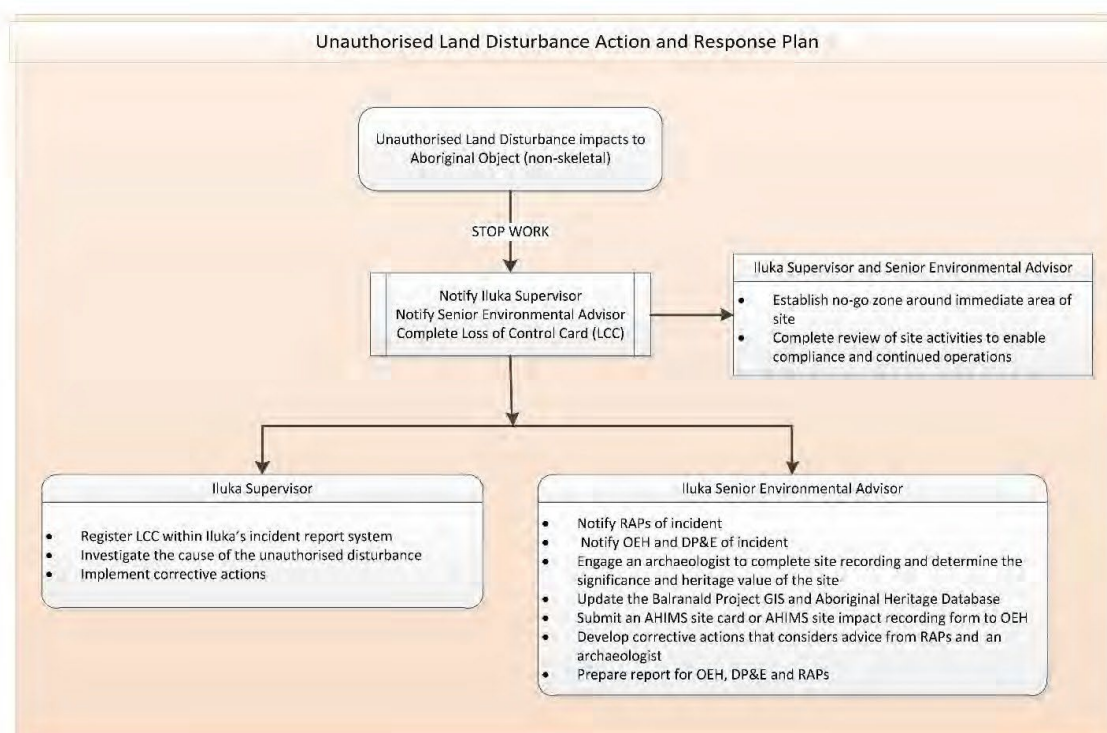 Unauthorised Land Disturbance Action and Response Plan
Unauthorised Land Disturbance impacts to
Aboriginal Object (non-skeletal)
STOP WORK
Notify Iluka Supervisor
Notify Senior Environmental Advisor
Complete Loss of Control Card (LCC)
Iluka Supervisor and Senior Environmental Advisor
• Establish no-go zone around immediate area of
site
• Complete review of site activities to enable
compliance and continued operations
Iluka Supervisor
• Register LCC within Iluka's incident report system
• Investigate the cause of the unauthorised disturbance
• Implement corrective actions
Iluka Senior Environmental Advisor
• Notify RAPs of incident
• Notify OEH and DP&E of incident
• Engage an archaeologist to complete site recording and determine the
significance and heritage value of the site
• Update the Balranald Project GIS and Aboriginal Heritage Database
• Submit an AHIMS site card or AHIMS site impact recording form to OEH
• Develop corrective actions that considers advice from RAPs and an
archaeologist
• Prepare report for OEH, DP&E and RAPs